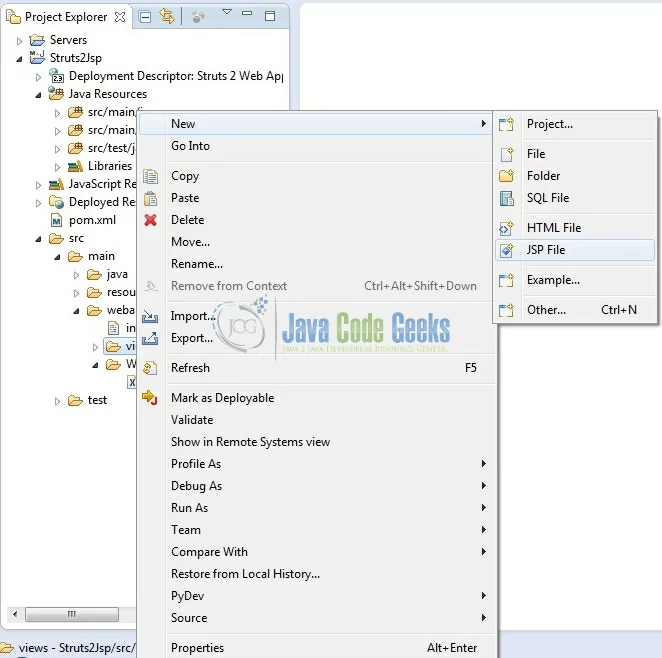 Project Explorer
Servers
Struts2Jsp
Deployment Descriptor: Struts 2 Web App
Java Resources
src/main/
src/main/
src/test/j
Libraries
JavaScript Re
Deployed Re
pom.xml
src
main
java
resou
weba
in
vi
W
test
views - Struts2Jsp/src/
New
Go Into
Copy
Paste
Delete
Move...
Rename...
Remove from Context Ctrl+Alt+Shift+Down
Import...
Export...
Refresh F5
Mark as Deployable
Validate
Show in Remote Systems view
Profile As
Debug As
Run As
Team
Compare With
Restore from Local History...
PyDev
Source
Properties Alt+Enter
Project...
File
Folder
SQL File
HTML File
JSP File
Example...
Other... Ctrl+N
JCG
Java Code Geeks
JAVA 2 JAVA DEVELOPERS RESOURCE CENTER